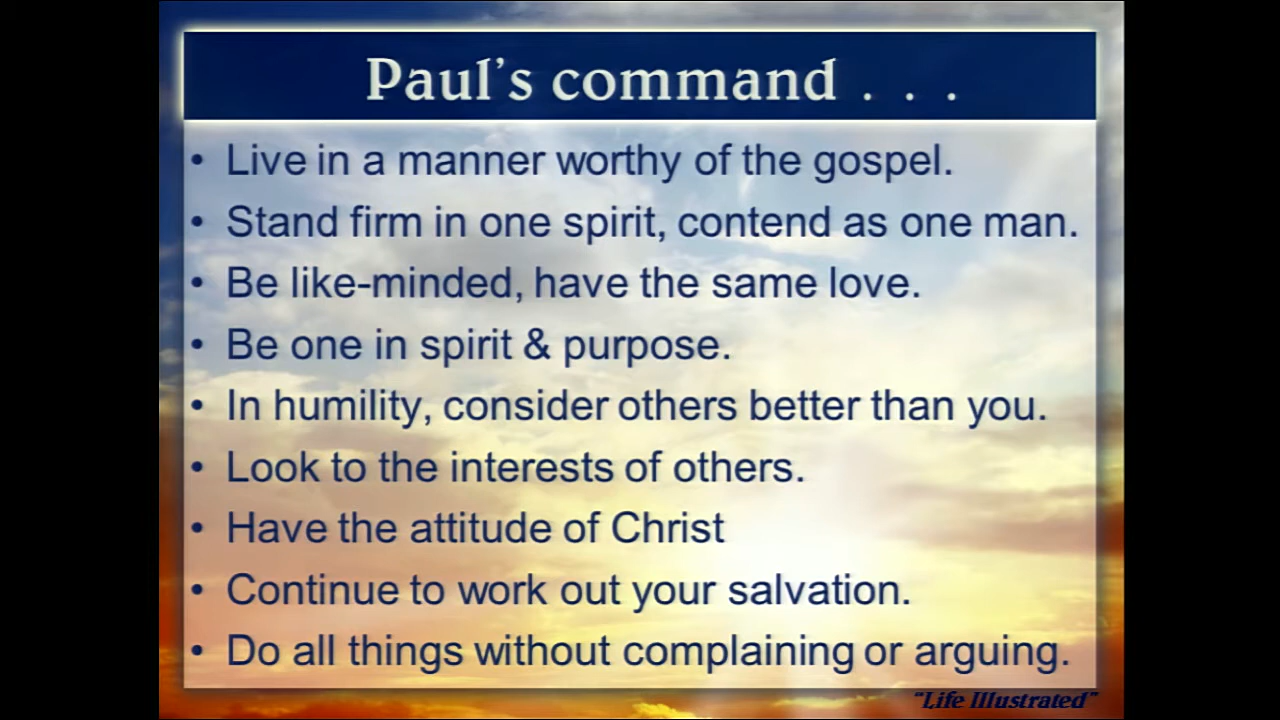 Paul's command . . .
• Live in a manner worthy of the gospel.
• Stand firm in one spirit, contend as one man.
• Be like-minded, have the same love.
• Be one in spirit & purpose.
• In humility, consider others better than you.
• Look to the interests of others.
• Have the attitude of Christ
• Continue to work out your salvation.
• Do all things without complaining or arguing.
"Life Illustrated"